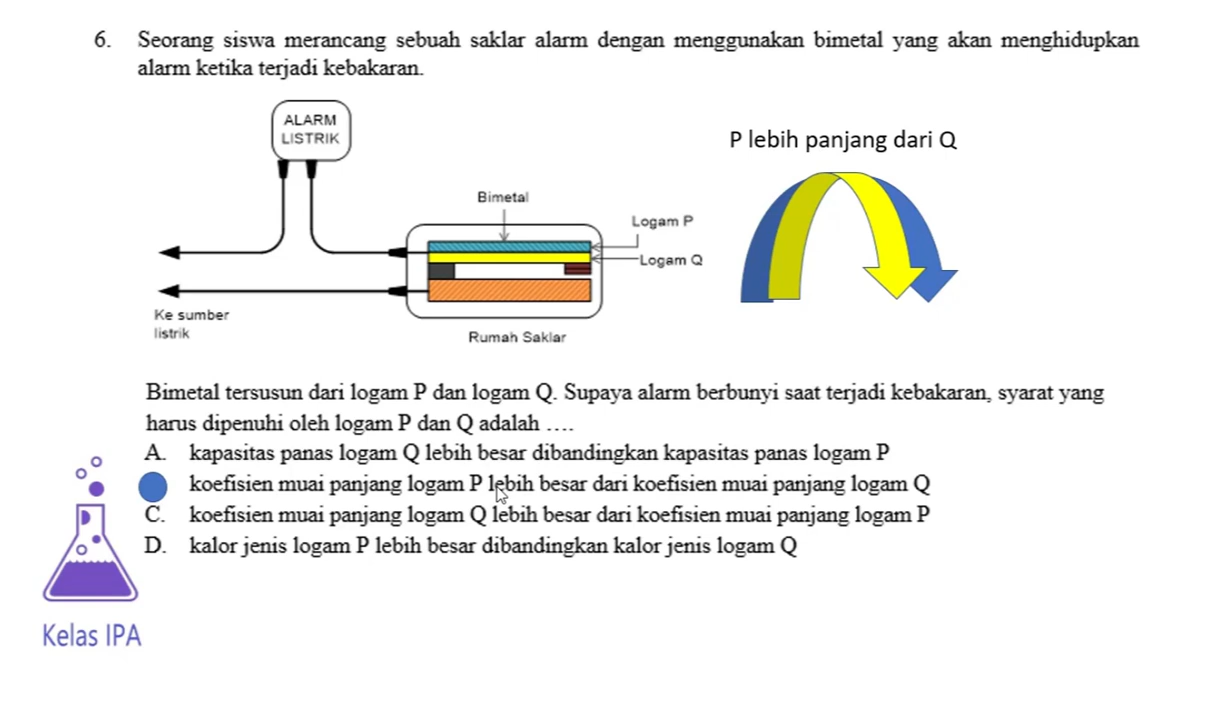 6. Seorang siswa merancang sebuah saklar alarm dengan menggunakan bimetal yang akan menghidupkan
alarm ketika terjadi kebakaran.
ALARM
LISTRIK
P lebih panjang dari Q
Bimetal
Logam P
Logam Q
Ke sumber
listrik
Rumah Saklar
Bimetal tersusun dari logam P dan logam Q. Supaya alarm berbunyi saat terjadi kebakaran, syarat yang
harus dipenuhi oleh logam P dan Q adalah ….
A. kapasitas panas logam Q lebih besar dibandingkan kapasitas panas logam P
koefisien muai panjang logam P lebih besar dari koefisien muai panjang logam Q
C. koefisien muai panjang logam Q lebih besar dari koefisien muai panjang logam P
D. kalor jenis logam P lebih besar dibandingkan kalor jenis logam Q
Kelas IPA